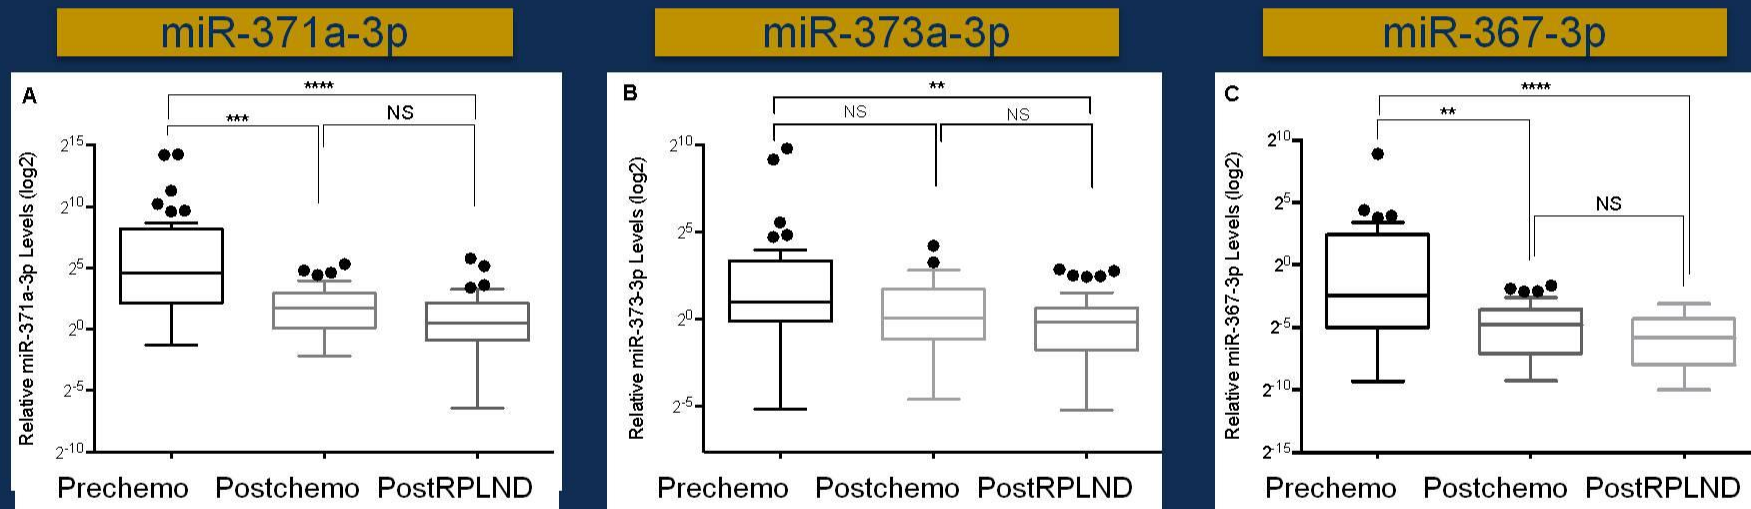 miR-371a-3p
miR-373a-3p
miR-367-3p
A
****
***
NS
Relative miR-371a-3p Levels (log2)
2^15
2^10
2^5
2^0
2^-5
2^-10
Prechemo Postchemo PostRPLND
B
**
NS
NS
Relative miR-373-3p Levels (log2)
2^10
2^5
2^0
2^-5
Prechemo Postchemo PostRPLND
C
****
**
NS
Relative miR-367-3p Levels (log2)
2^10
2^5
2^0
2^-5
2^-10
2^-15
Prechemo Postchemo PostRPLND